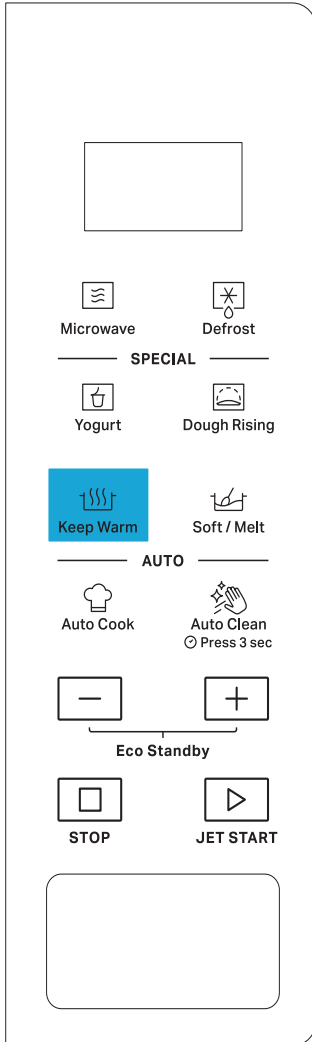 Microwave Defrost
SPECIAL
Yogurt Dough Rising
Keep Warm Soft / Melt
AUTO
Auto Cook Auto Clean
Press 3 sec
Eco Standby
STOP JET START